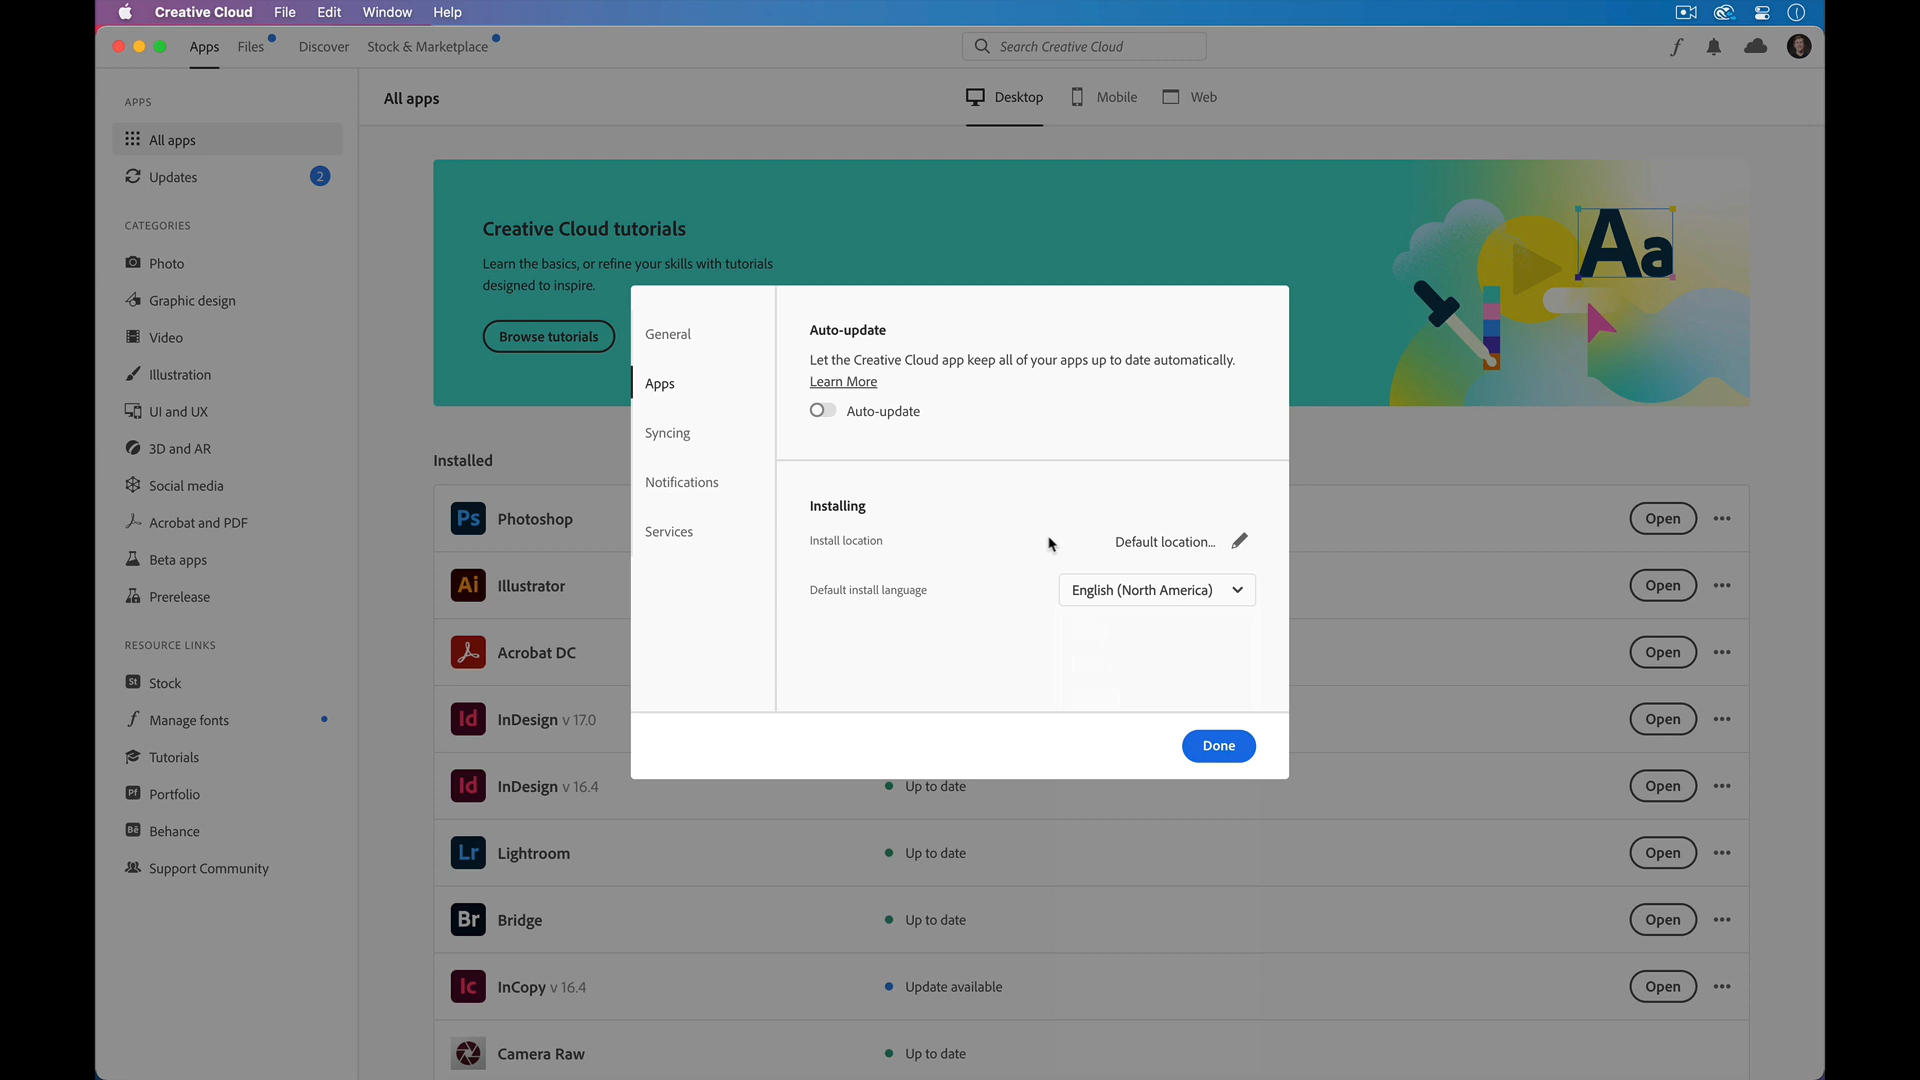 Creative Cloud File Edit Window Help
Apps Files Discover Stock & Marketplace
Search Creative Cloud
APPS
All apps
Updates 2
CATEGORIES
Photo
Graphic design
Video
Illustration
UI and UX
3D and AR
Social media
Acrobat and PDF
Beta apps
Prerelease
RESOURCE LINKS
St Stock
Manage fonts
Tutorials
Pf Portfolio
Bē Behance
Support Community
All apps
Desktop Mobile Web
Creative Cloud tutorials
Learn the basics, or refine your skills with tutorials
designed to inspire.
Browse tutorials
Aa
General
Apps
Syncing
Notifications
Services
Auto-update
Let the Creative Cloud app keep all of your apps up to date automatically.
Learn More
Auto-update
Installing
Install location Default location...
Default install language English (North America)
Done
Installed
Ps Photoshop Open
Ai Illustrator Open
Acrobat DC Open
Id InDesign v 17.0 Open
Id InDesign v 16.4 Up to date Open
Lr Lightroom Up to date Open
Br Bridge Up to date Open
Ic InCopy v 16.4 Update available Open
Camera Raw Up to date